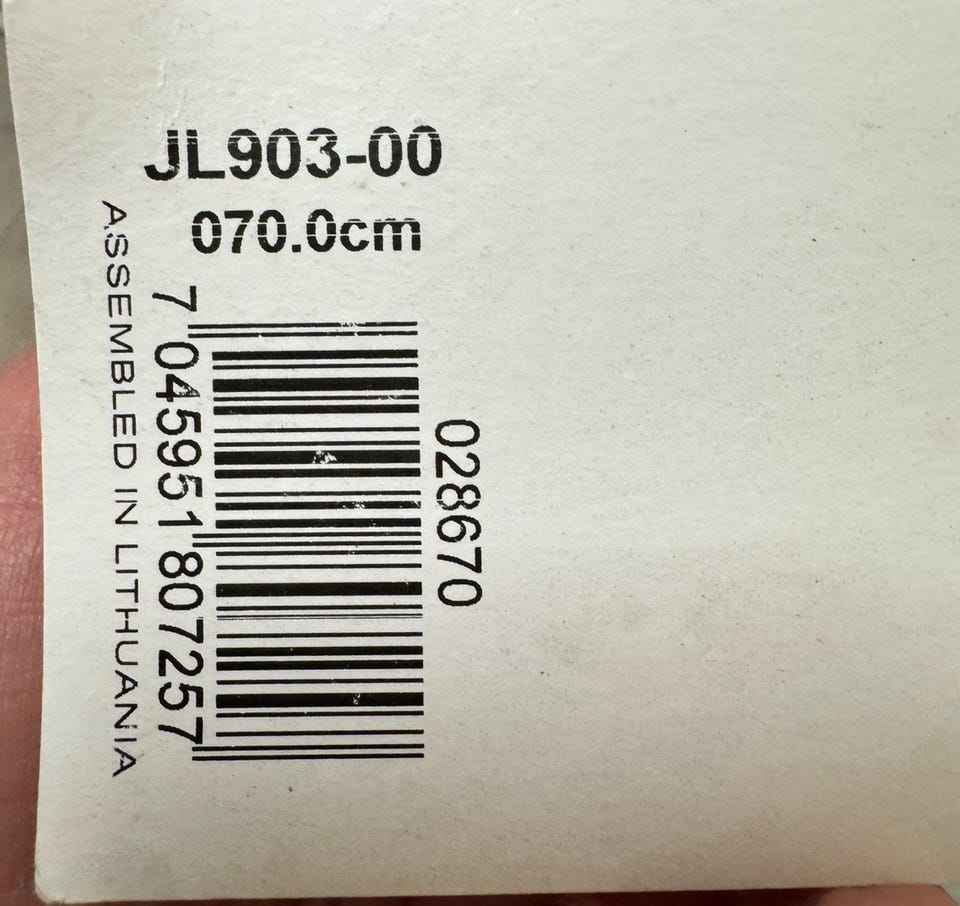 JL903-00
070.0cm
7 045951 807257
028670
ASSEMBLED IN LITHUANIA